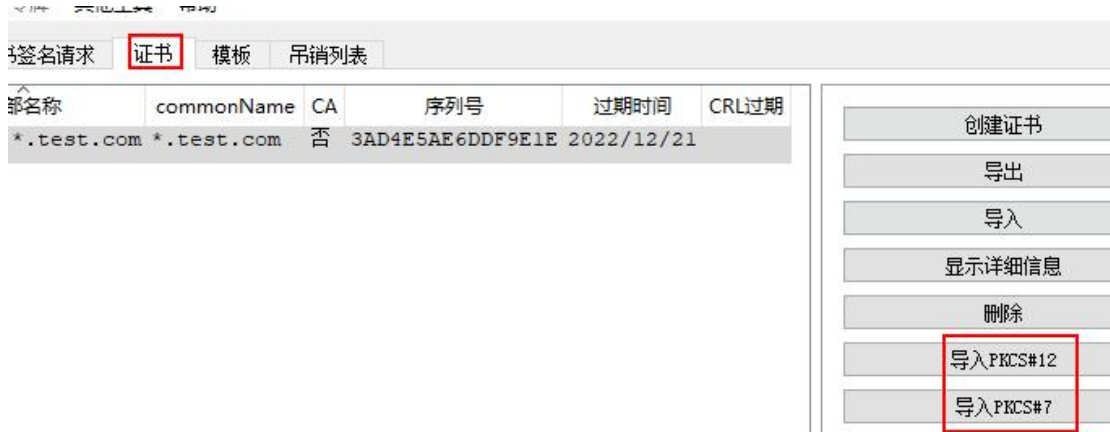 签名请求 证书 模板 吊销列表
部名称 commonName CA 序列号 过期时间 CRL过期
*.test.com *.test.com 否 3AD4E5AE6DDF9E1E 2022/12/21
创建证书
导出
导入
显示详细信息
删除
导入PKCS#12
导入PKCS#7